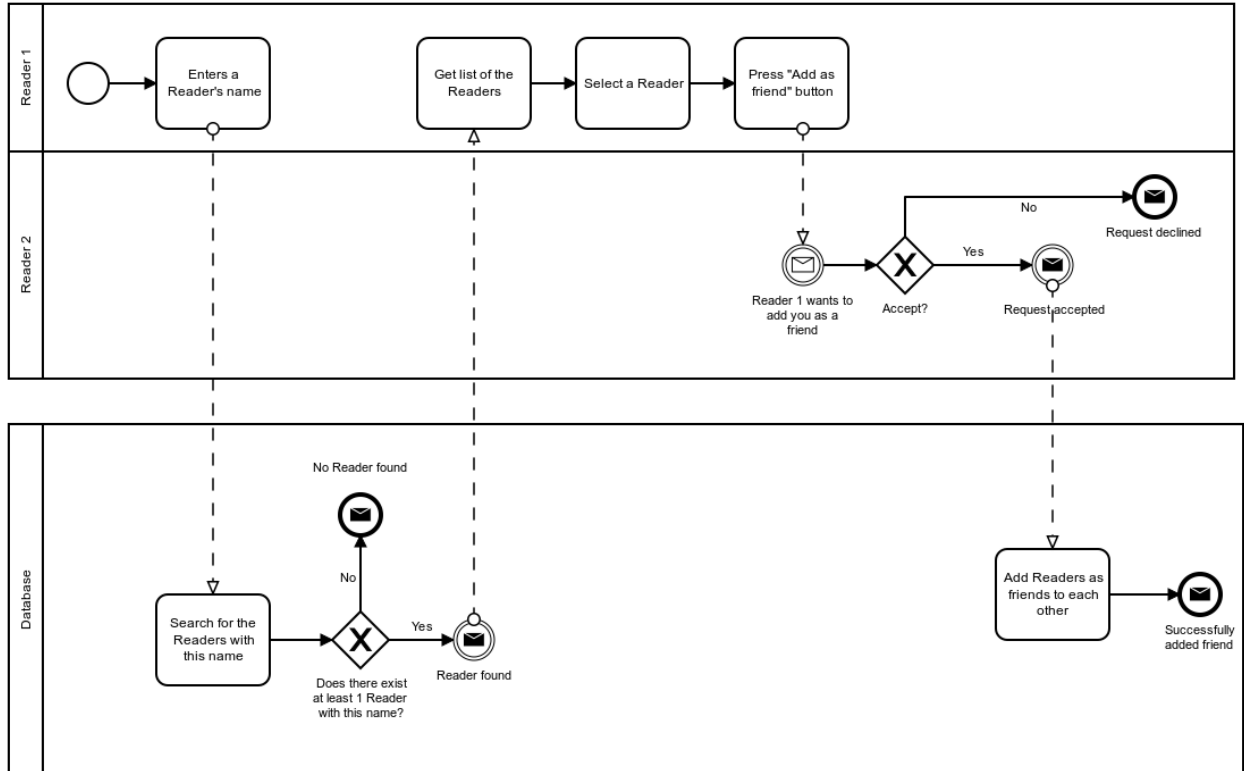 Reader 1
Enters a
Reader's name
Get list of the
Readers
Select a Reader
Press "Add as
friend" button
Reader 2
Reader 1 wants to
add you as a
friend
Accept?
No
Yes
Request declined
Request accepted
Database
Search for the
Readers with
this name
No Reader found
No
Yes
Does there exist
at least 1 Reader
with this name?
Reader found
Add Readers as
friends to each
other
Successfully
added friend